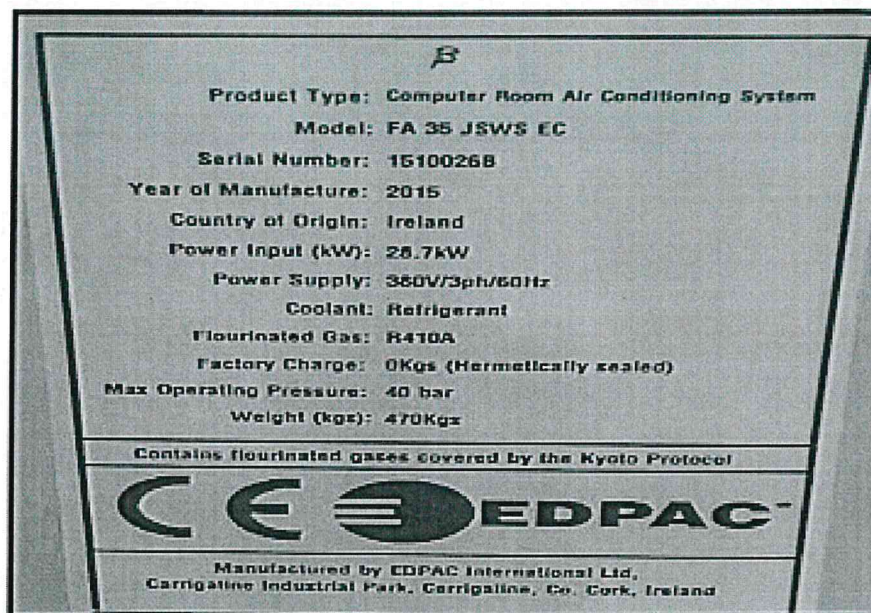 Product Type: Computer Room Air Conditioning System
Model: FA 35 JSWS EC
Serial Number:
Year of Manufacture: 2015
Country of Origin: Ireland
Power Input (kW):
Power Supply: 380V/3ph/60Hz
Coolant: Refrigerant
Flourinated Gas: R410A
Factory Charge: 0Kgs (Hermetically sealed)
Max Operating Pressure: 40 bar
Weight (kgs): 470Kgs
Contains flourinated gases covered by the Kyoto Protocol
CE EDPAC
Manufactured by EDPAC International Ltd,
Carrigaline Industrial Park, Carrigaline, Co. Cork, Ireland